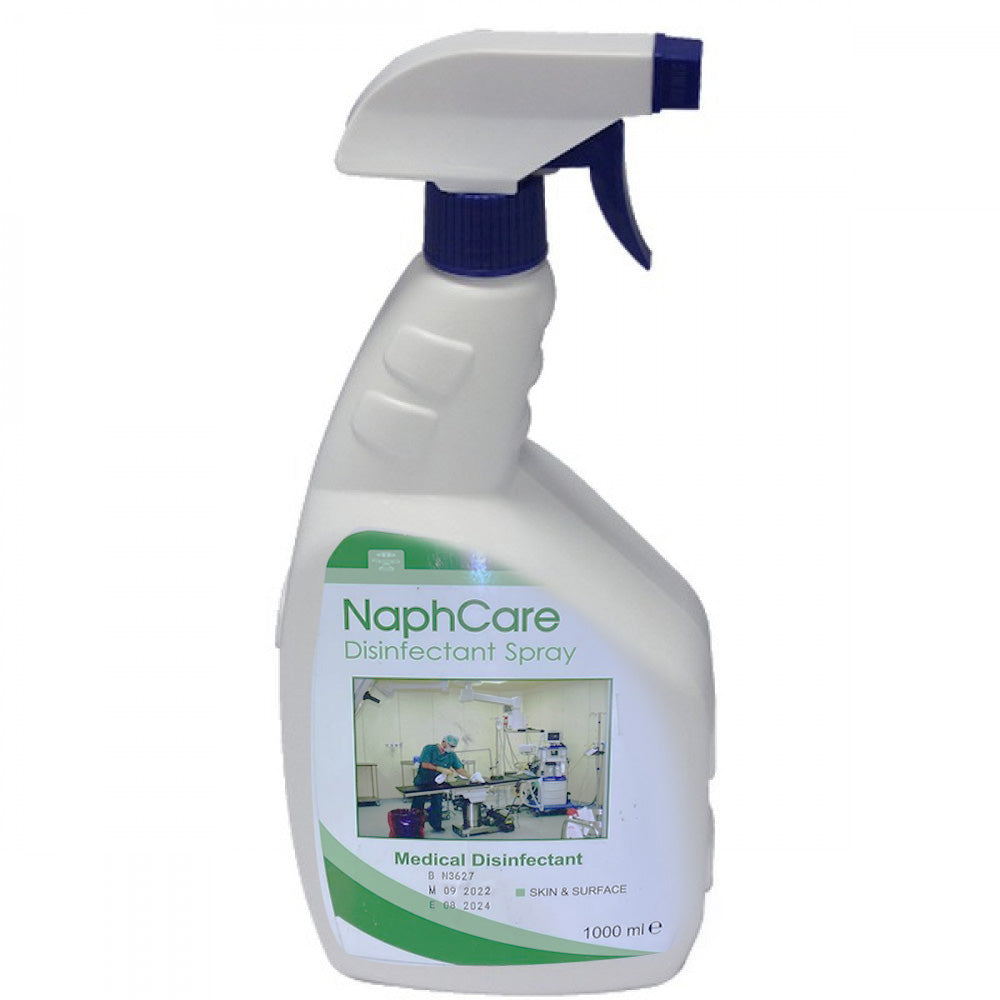 NaphCare
Disinfectant Spray
Medical Disinfectant
B N3627
M 09 2022
SKIN & SURFACE
E 08 2024
1000 ml e